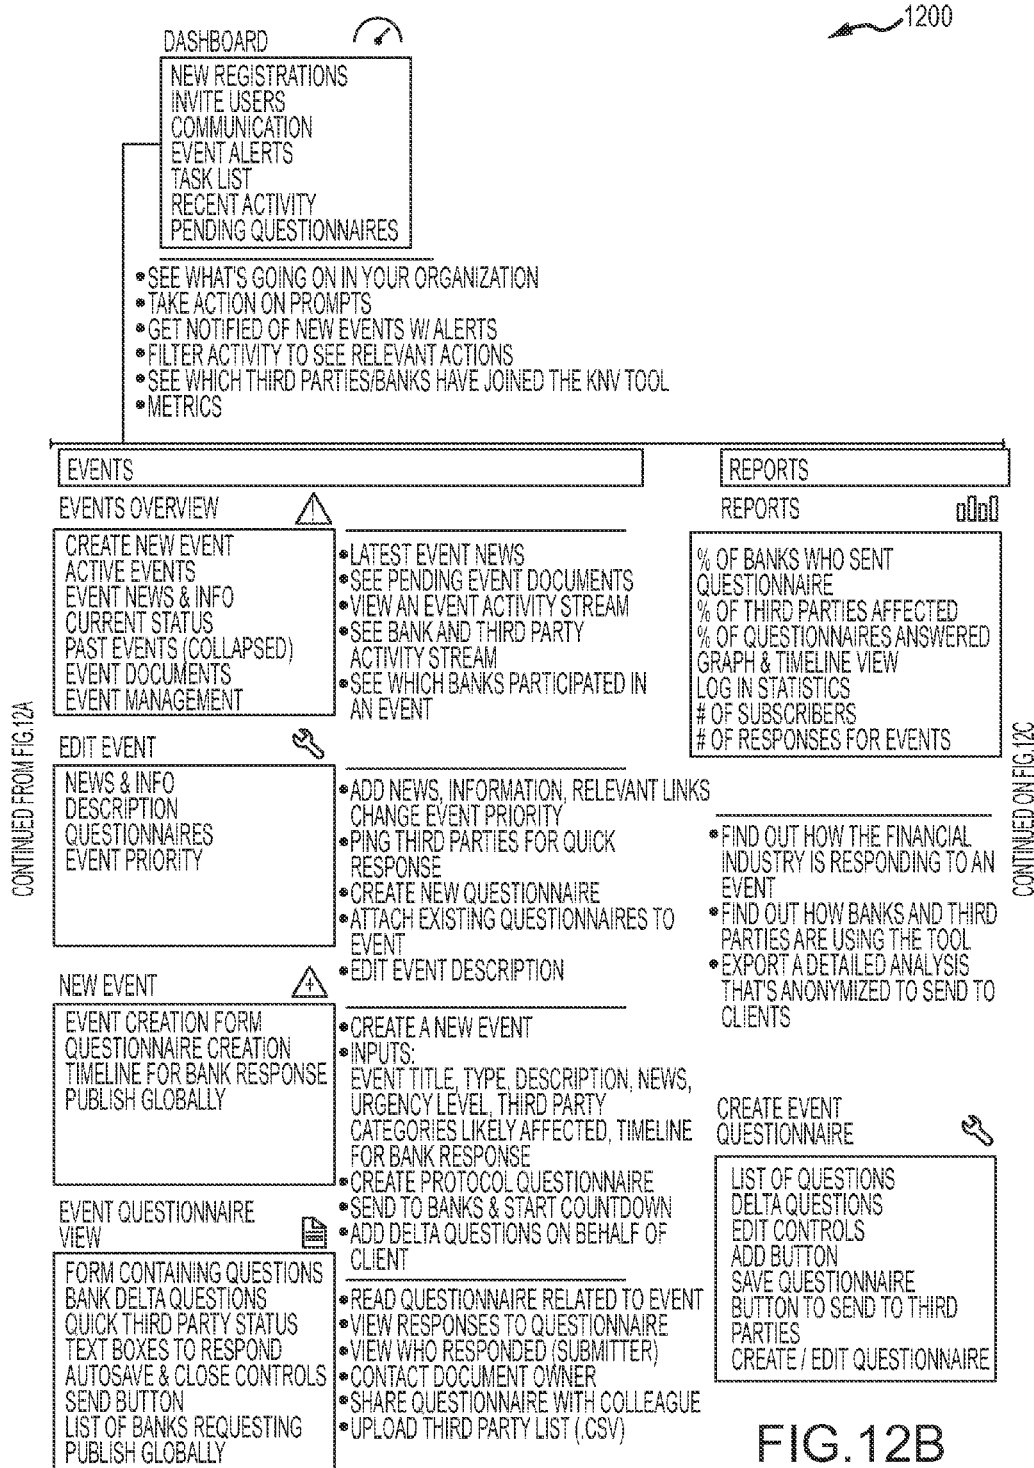 1200
DASHBOARD
NEW REGISTRATIONS
INVITE USERS
COMMUNICATION
EVENT ALERTS
TASK LIST
RECENT ACTIVITY
PENDING QUESTIONNAIRES
•SEE WHAT'S GOING ON IN YOUR ORGANIZATION
•TAKE ACTION ON PROMPTS
•GET NOTIFIED OF NEW EVENTS W/ ALERTS
•FILTER ACTIVITY TO SEE RELEVANT ACTIONS
•SEE WHICH THIRD PARTIES/BANKS HAVE JOINED THE KNV TOOL
•METRICS
CONTINUED FROM FIG.12A
EVENTS
EVENTS OVERVIEW
CREATE NEW EVENT
ACTIVE EVENTS
EVENT NEWS & INFO
CURRENT STATUS
PAST EVENTS (COLLAPSED)
EVENT DOCUMENTS
EVENT MANAGEMENT
•LATEST EVENT NEWS
•SEE PENDING EVENT DOCUMENTS
•VIEW AN EVENT ACTIVITY STREAM
•SEE BANK AND THIRD PARTY
ACTIVITY STREAM
•SEE WHICH BANKS PARTICIPATED IN
AN EVENT
EDIT EVENT
NEWS & INFO
DESCRIPTION
QUESTIONNAIRES
EVENT PRIORITY
•ADD NEWS, INFORMATION, RELEVANT LINKS
CHANGE EVENT PRIORITY
•PING THIRD PARTIES FOR QUICK
RESPONSE
•CREATE NEW QUESTIONNAIRE
•ATTACH EXISTING QUESTIONNAIRES TO
EVENT
•EDIT EVENT DESCRIPTION
NEW EVENT
EVENT CREATION FORM
QUESTIONNAIRE CREATION
TIMELINE FOR BANK RESPONSE
PUBLISH GLOBALLY
•CREATE A NEW EVENT
•INPUTS:
EVENT TITLE, TYPE, DESCRIPTION, NEWS,
URGENCY LEVEL, THIRD PARTY
CATEGORIES LIKELY AFFECTED, TIMELINE
FOR BANK RESPONSE
•CREATE PROTOCOL QUESTIONNAIRE
•SEND TO BANKS & START COUNTDOWN
•ADD DELTA QUESTIONS ON BEHALF OF
CLIENT
EVENT QUESTIONNAIRE
VIEW
FORM CONTAINING QUESTIONS
BANK DELTA QUESTIONS
QUICK THIRD PARTY STATUS
TEXT BOXES TO RESPOND
AUTOSAVE & CLOSE CONTROLS
SEND BUTTON
LIST OF BANKS REQUESTING
PUBLISH GLOBALLY
•READ QUESTIONNAIRE RELATED TO EVENT
•VIEW RESPONSES TO QUESTIONNAIRE
•VIEW WHO RESPONDED (SUBMITTER)
•CONTACT DOCUMENT OWNER
•SHARE QUESTIONNAIRE WITH COLLEAGUE
•UPLOAD THIRD PARTY LIST (.CSV)
REPORTS
REPORTS
% OF BANKS WHO SENT
QUESTIONNAIRE
% OF THIRD PARTIES AFFECTED
% OF QUESTIONNAIRES ANSWERED
GRAPH & TIMELINE VIEW
LOG IN STATISTICS
# OF SUBSCRIBERS
# OF RESPONSES FOR EVENTS
•FIND OUT HOW THE FINANCIAL
INDUSTRY IS RESPONDING TO AN
EVENT
•FIND OUT HOW BANKS AND THIRD
PARTIES ARE USING THE TOOL
•EXPORT A DETAILED ANALYSIS
THAT'S ANONYMIZED TO SEND TO
CLIENTS
CREATE EVENT
QUESTIONNAIRE
LIST OF QUESTIONS
DELTA QUESTIONS
EDIT CONTROLS
ADD BUTTON
SAVE QUESTIONNAIRE
BUTTON TO SEND TO THIRD
PARTIES
CREATE / EDIT QUESTIONNAIRE
CONTINUED ON FIG.12C
FIG.12B